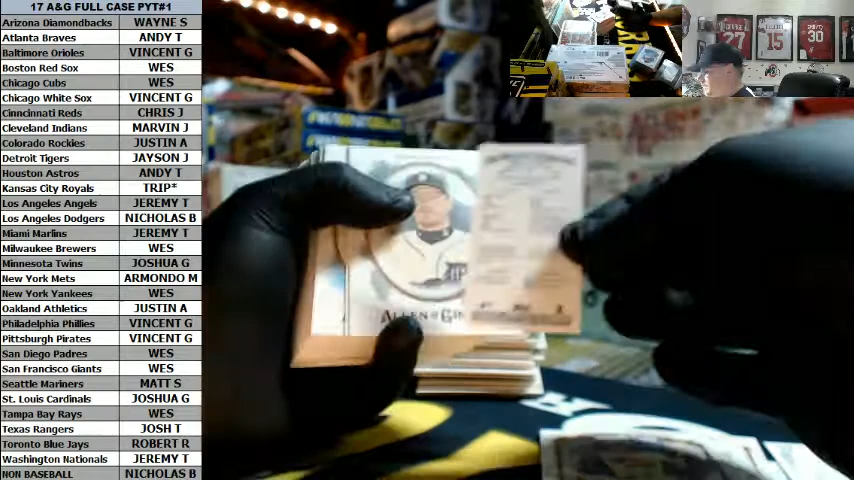 17 A&G FULL CASE PYT#1
Arizona Diamondbacks WAYNE S
Atlanta Braves ANDY T
Baltimore Orioles VINCENT G
Boston Red Sox WES
Chicago Cubs WES
Chicago White Sox VINCENT G
Cinncinati Reds CHRIS J
Cleveland Indians MARVIN J
Colorado Rockies JUSTIN A
Detroit Tigers JAYSON J
Houston Astros ANDY T
Kansas City Royals TRIP*
Los Angeles Angels JEREMY T
Los Angeles Dodgers NICHOLAS B
Miami Marlins JEREMY T
Milwaukee Brewers WES
Minnesota Twins JOSHUA G
New York Mets ARMONDO M
New York Yankees WES
Oakland Athletics JUSTIN A
Philadelphia Phillies VINCENT G
Pittsburgh Pirates VINCENT G
San Diego Padres WES
San Francisco Giants WES
Seattle Mariners MATT S
St. Louis Cardinals JOSHUA G
Tampa Bay Rays WES
Texas Rangers JOSH T
Toronto Blue Jays ROBERT R
Washington Nationals JEREMY T
NON BASEBALL NICHOLAS B
27
15
30
ALLEN & GIN